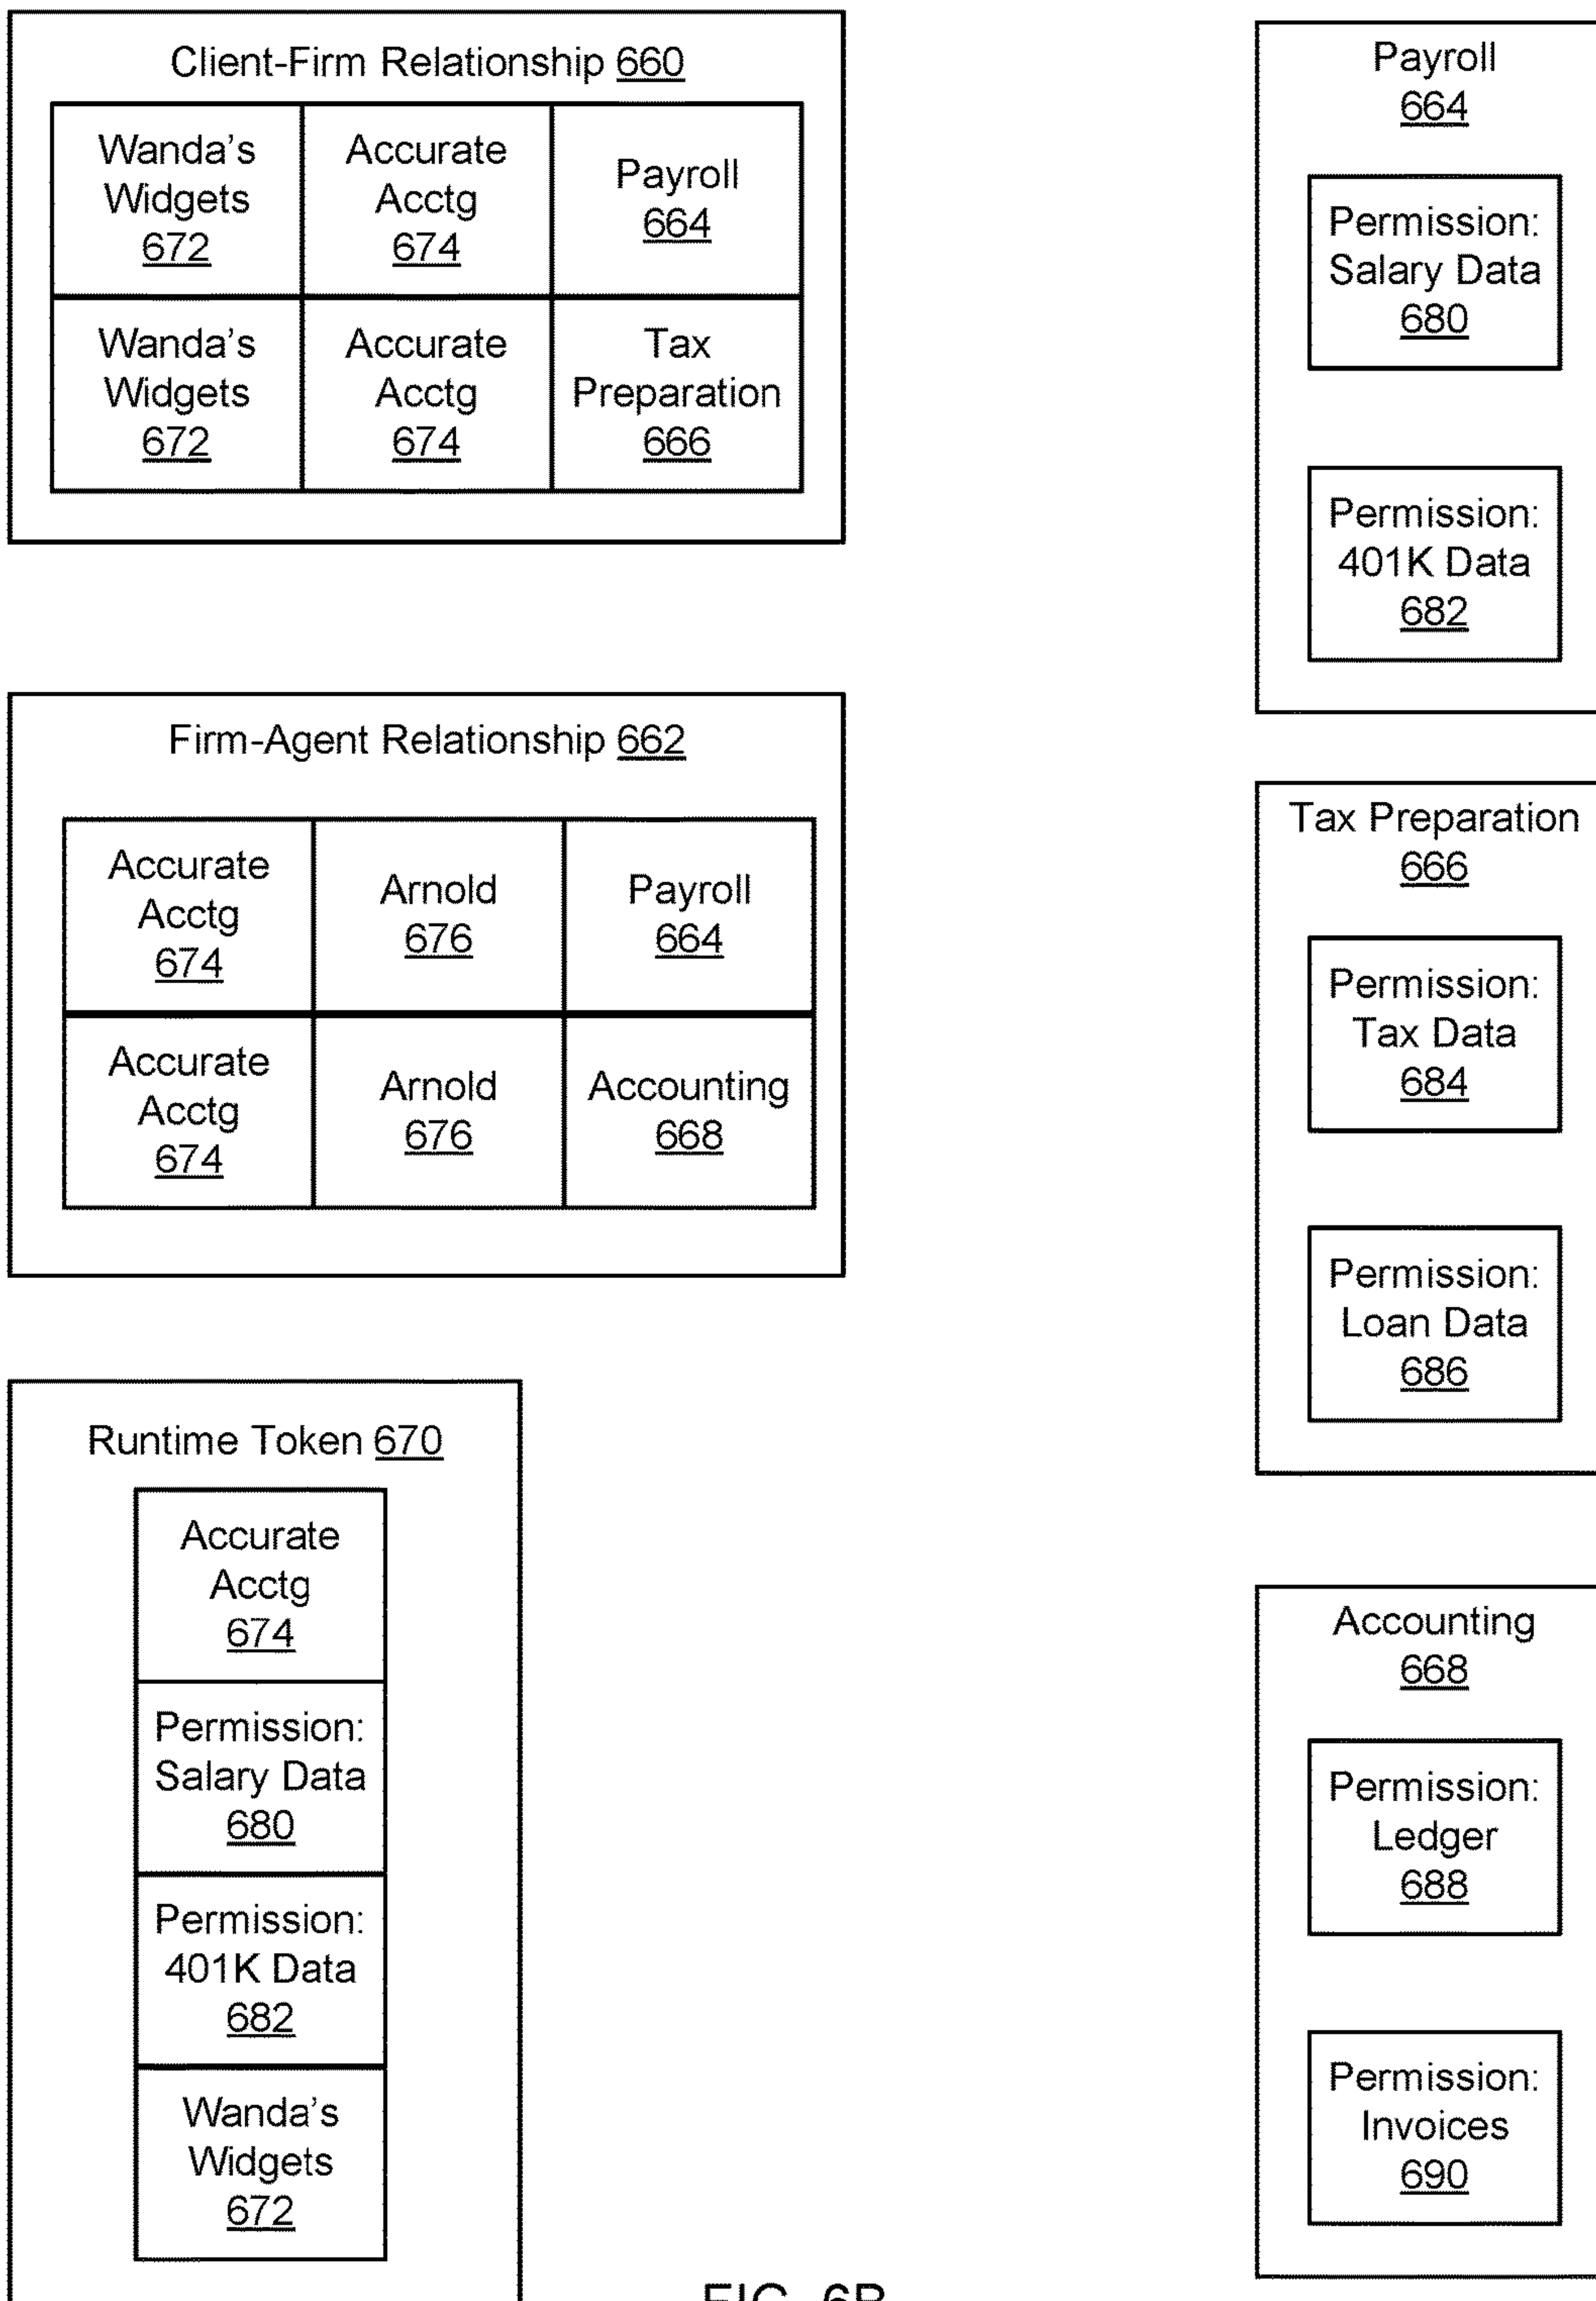 Client-Firm Relationship 660
Wanda's
Widgets
672
Accurate
Acctg
674
Payroll
664
Wanda's
Widgets
672
Accurate
Acctg
674
Tax
Preparation
666
Firm-Agent Relationship 662
Accurate
Acctg
674
Arnold
676
Payroll
664
Accurate
Acctg
674
Arnold
676
Accounting
668
Runtime Token 670
Accurate
Acctg
674
Permission:
Salary Data
680
Permission:
401K Data
682
Wanda's
Widgets
672
Payroll
664
Permission:
Salary Data
680
Permission:
401K Data
682
Tax Preparation
666
Permission:
Tax Data
684
Permission:
Loan Data
686
Accounting
668
Permission:
Ledger
688
Permission:
Invoices
690
FIG. 6B